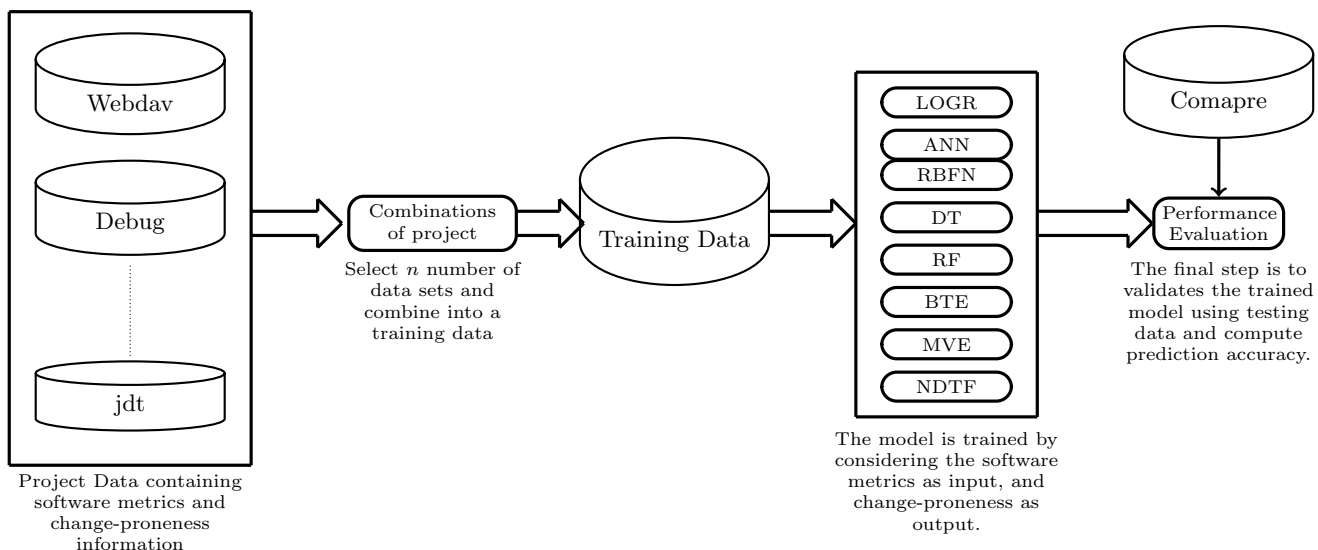 Webdav
Debug
jdt
Project Data containing
software metrics and
change-proneness
information
Combinations
of project
Select n number of
data sets and
combine into a
training data
Training Data
LOGR
ANN
RBFN
DT
RF
BTE
MVE
NDTF
The model is trained by
considering the software
metrics as input, and
change-proneness as
output.
Comapre
Performance
Evaluation
The final step is to
validates the trained
model using testing
data and compute
prediction accuracy.